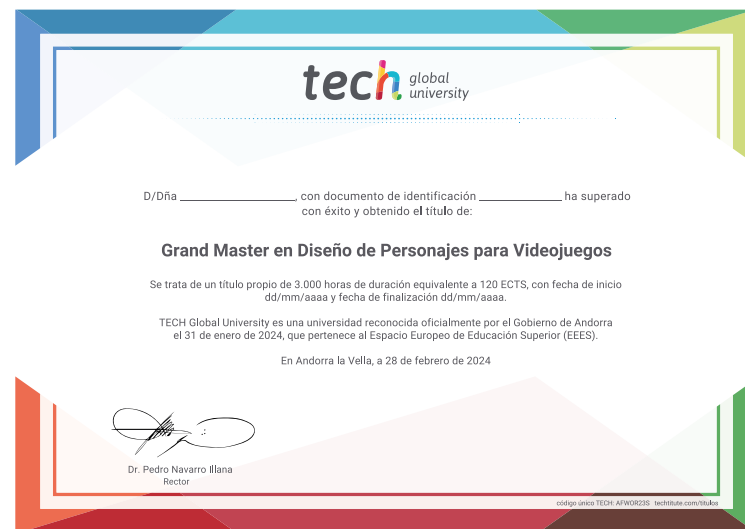 tech global university
D/Dña ___________________, con documento de identificación ______________ ha superado
con éxito y obtenido el título de:
Grand Master en Diseño de Personajes para Videojuegos
Se trata de un título propio de 3.000 horas de duración equivalente a 120 ECTS, con fecha de inicio
dd/mm/aaaa y fecha de finalización dd/mm/aaaa.
TECH Global University es una universidad reconocida oficialmente por el Gobierno de Andorra
el 31 de enero de 2024, que pertenece al Espacio Europeo de Educación Superior (EEES).
En Andorra la Vella, a 28 de febrero de 2024
Dr. Pedro Navarro Illana
Rector
código único TECH: AFWOR23S techtitute.com/titulos